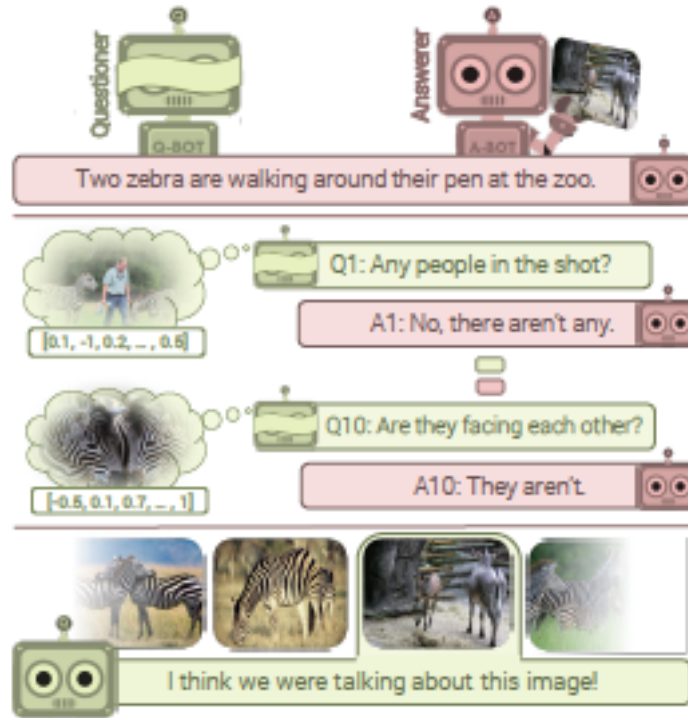 Questioner
Answerer
Q-BOT
A-BOT
Two zebra are walking around their pen at the zoo.
Q1: Any people in the shot?
[0.1, -1, 0.2, ... , 0.5]
A1: No, there aren't any.
Q10: Are they facing each other?
[-0.5, 0.1, 0.7, ... , 1]
A10: They aren't.
I think we were talking about this image!